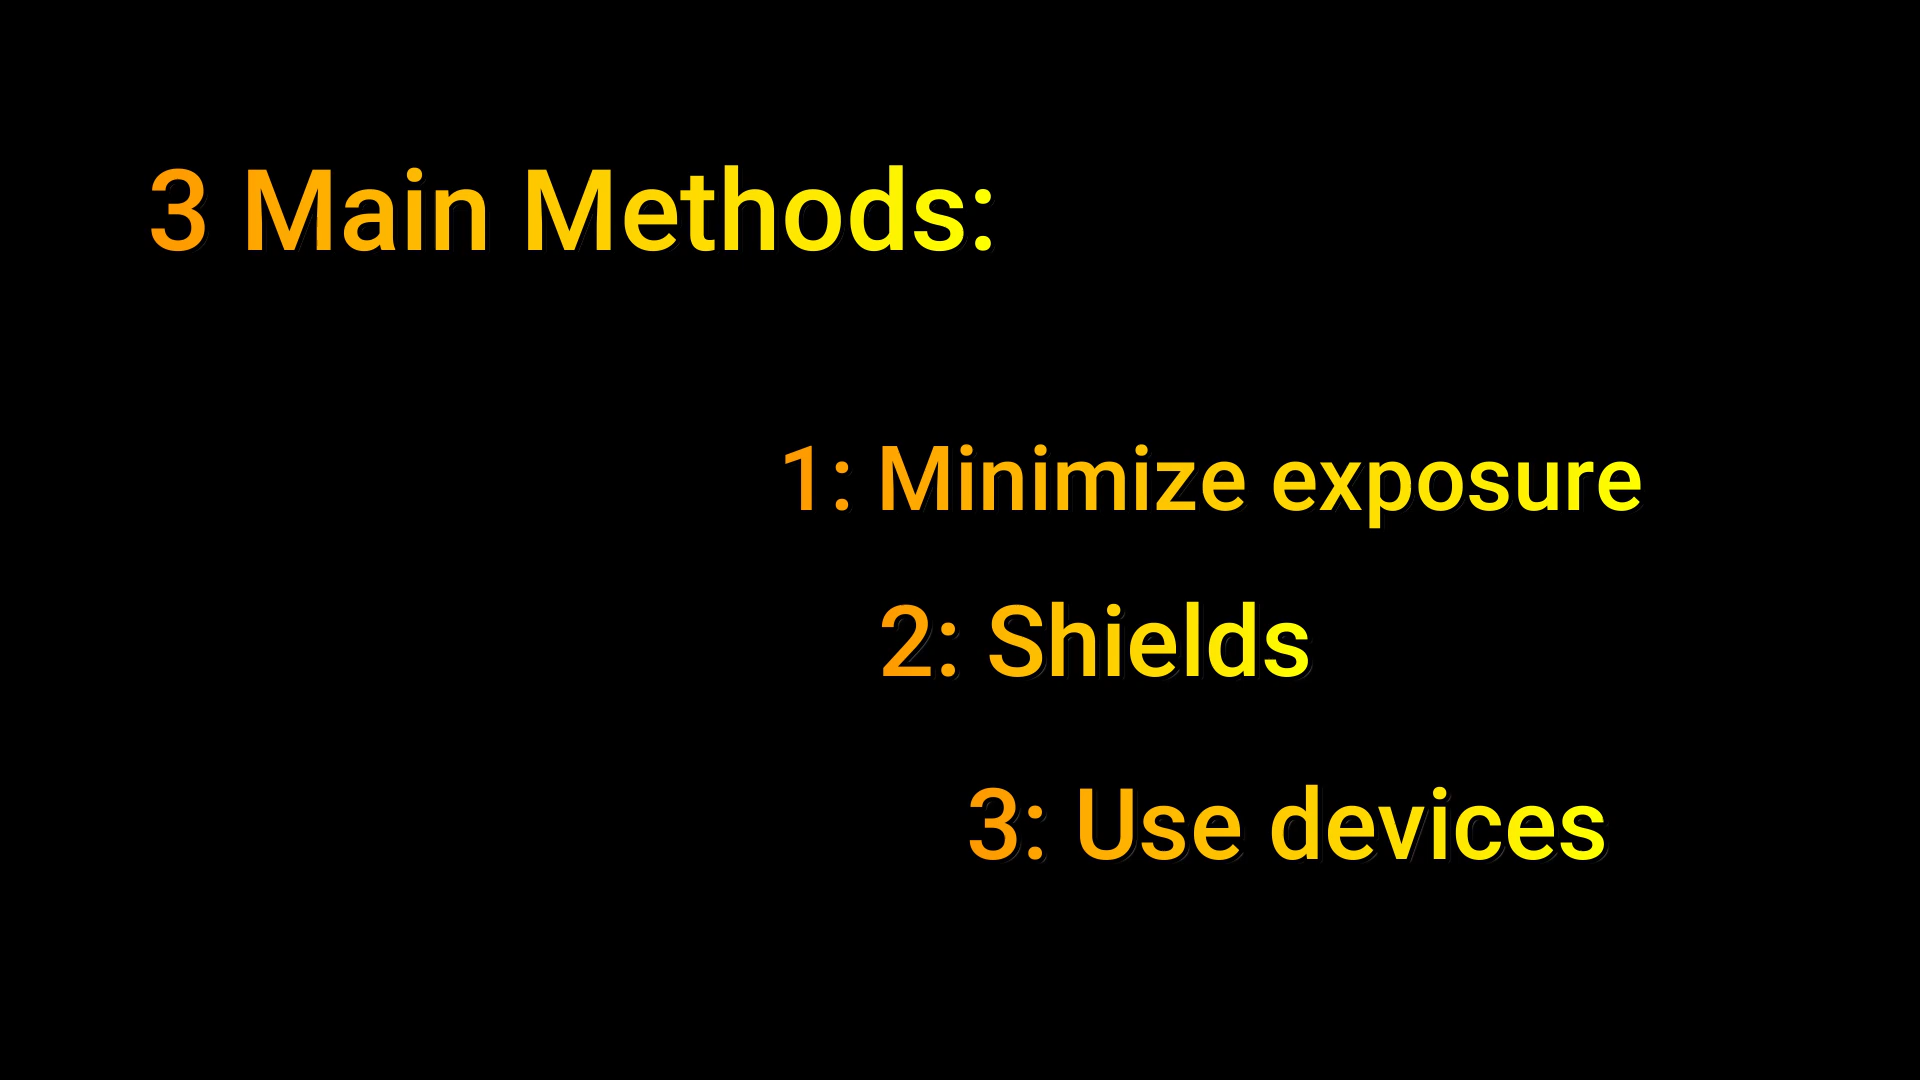 3 Main Methods:
1: Minimize exposure
2: Shields
3: Use devices